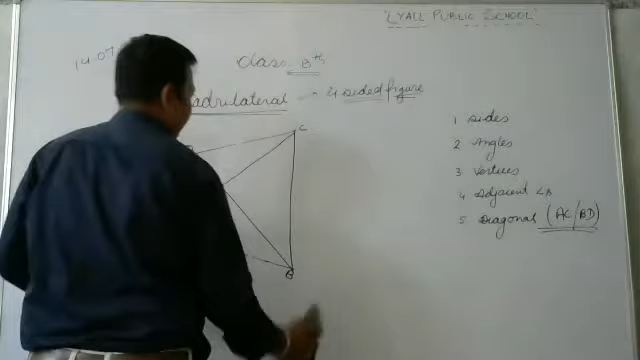 "LYALL PUBLIC SCHOOL"
14.07
Class - 8th
adrilateral - 4 sided figure
C
B
1 sides
2 Angles
3 Vertices
4 Adjacent ∠s
5 Diagonal (AC/BD)